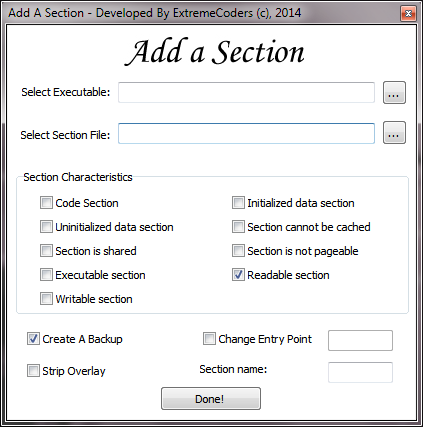 Add A Section - Developed By ExtremeCoders (c), 2014
Add a Section
Select Executable:
...
Select Section File:
...
Section Characteristics
Code Section
Initialized data section
Uninitialized data section
Section cannot be cached
Section is shared
Section is not pageable
Executable section
Readable section
Writable section
Create A Backup
Change Entry Point
Strip Overlay
Section name:
Done!